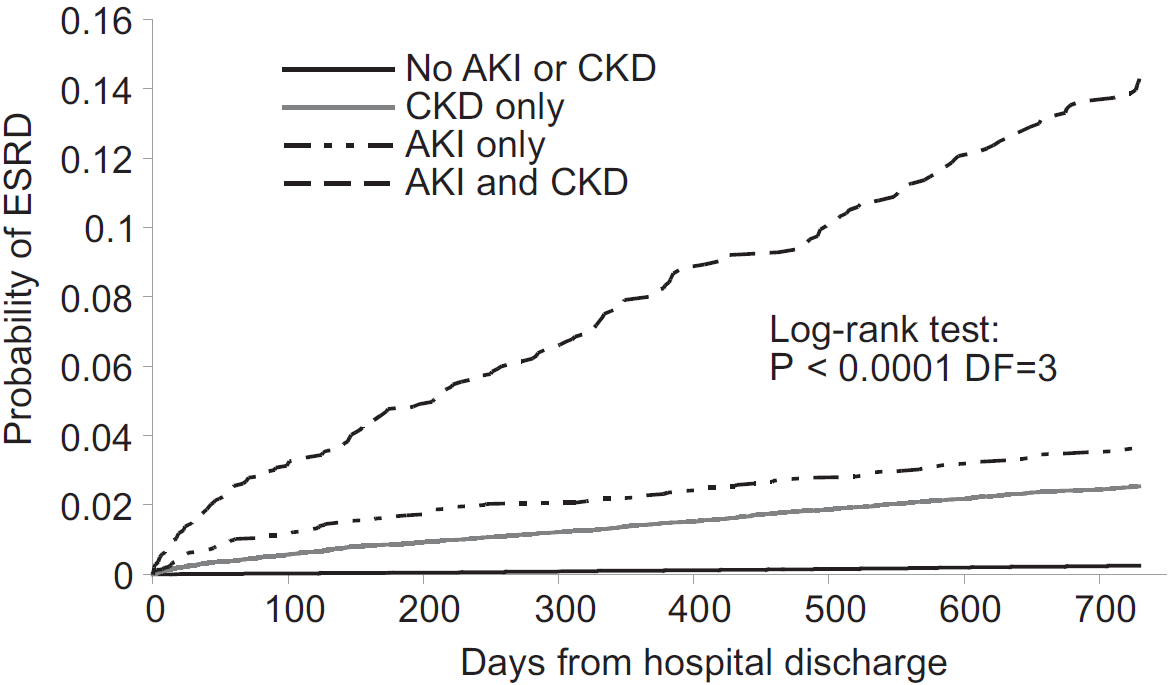 Probability of ESRD
0.16
0.14
0.12
0.1
0.08
0.06
0.04
0.02
0
No AKI or CKD
CKD only
AKI only
AKI and CKD
Log-rank test:
P < 0.0001 DF=3
0 100 200 300 400 500 600 700
Days from hospital discharge